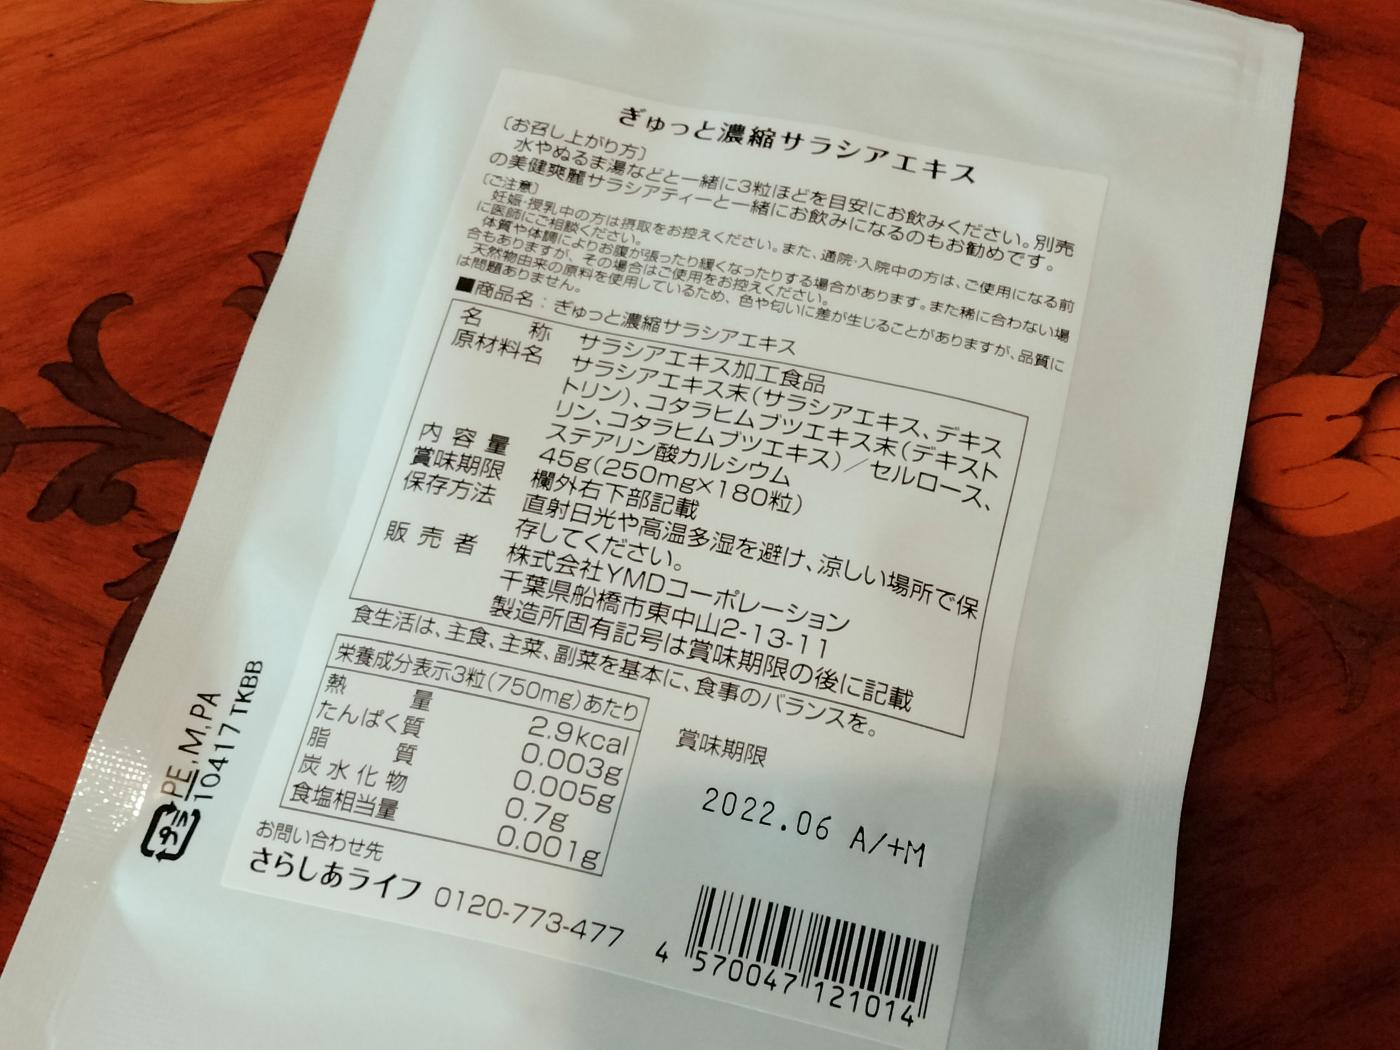 ぎゅっと濃縮サラシアエキス
〔お召し上がり方〕
水やぬるま湯などと一緒に3粒ほどを目安にお飲みください。別売
の美健爽麗サラシアティーと一緒にお飲みになるのもお勧めです。
〔ご注意〕
妊娠・授乳中の方は摂取をお控えください。また、通院・入院中の方は、ご使用になる前
に医師にご相談ください。
体質や体調によりお腹が張ったり緩くなったりする場合があります。また稀に合わない場
合もありますが、その場合はご使用をお控えください。
天然物由来の原料を使用しているため、色や匂いに差が生じることがありますが、品質に
は問題ありません。
■商品名：ぎゅっと濃縮サラシアエキス
名称 サラシアエキス加工食品
原材料名 サラシアエキス末(サラシアエキス、デキス
トリン)、コタラヒムブツエキス末(デキスト
リン、コタラヒムブツエキス)／セルロース、
ステアリン酸カルシウム
内容量 45g(250mg×180粒)
賞味期限 欄外右下部記載
保存方法 直射日光や高温多湿を避け、涼しい場所で保
存してください。
販売者 株式会社YMDコーポレーション
千葉県船橋市東中山2-13-11
製造所固有記号は賞味期限の後に記載
食生活は、主食、主菜、副菜を基本に、食事のバランスを。
栄養成分表示3粒(750mg)あたり
熱量 2.9kcal
たんぱく質 0.003g
脂質 0.005g
炭水化物 0.7g
食塩相当量 0.001g
賞味期限
2022.06 A/+M
お問い合わせ先
さらしあライフ 0120-773-477
4 570047 121014
プラ PE,M,PA
10417 TKBB